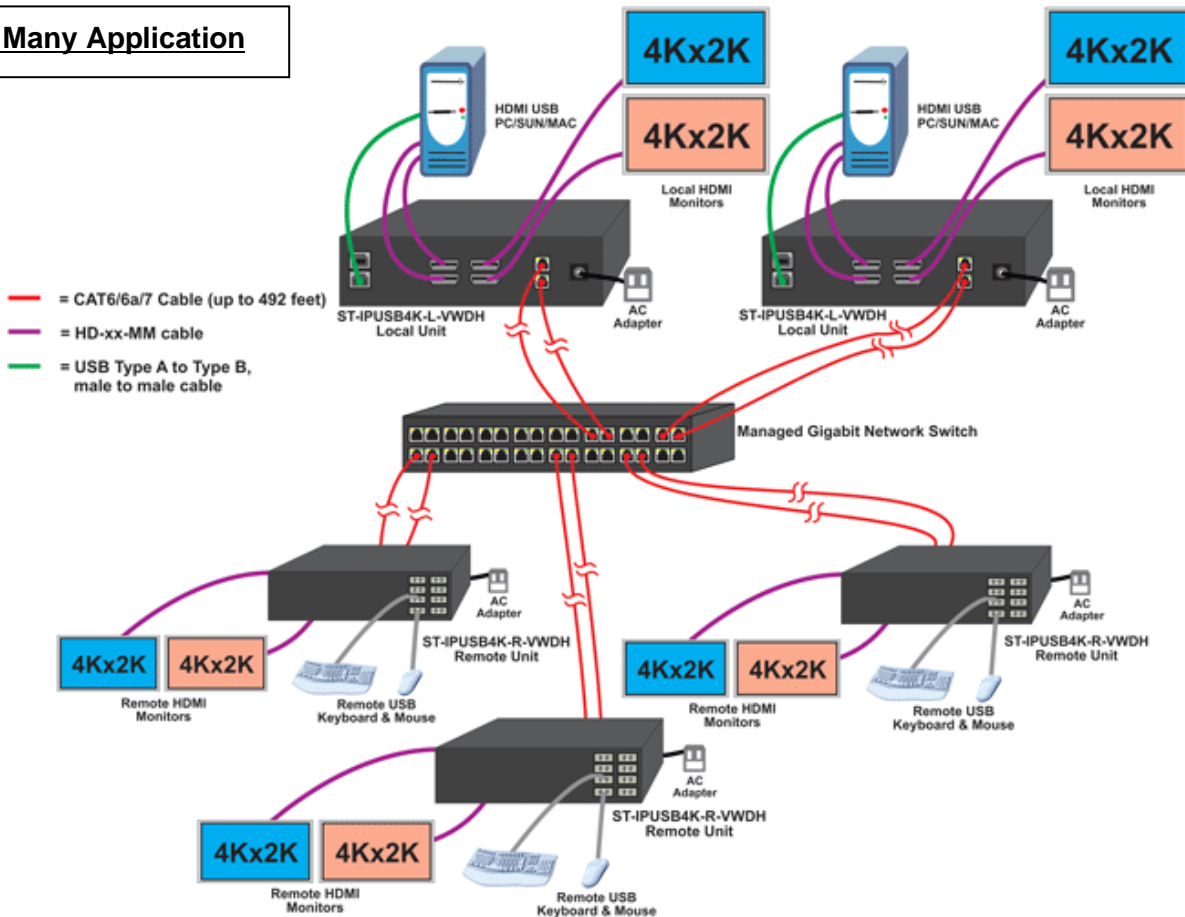 Many Application
4Kx2K
4Kx2K
HDMI USB
PC/SUN/MAC
4Kx2K
4Kx2K
HDMI USB
PC/SUN/MAC
Local HDMI
Monitors
Local HDMI
Monitors
= CAT6/6a/7 Cable (up to 492 feet)
= HD-xx-MM cable
= USB Type A to Type B,
male to male cable
ST-IPUSB4K-L-VWDH
Local Unit
AC
Adapter
ST-IPUSB4K-L-VWDH
Local Unit
AC
Adapter
Managed Gigabit Network Switch
AC
Adapter
ST-IPUSB4K-R-VWDH
Remote Unit
4Kx2K
4Kx2K
Remote HDMI
Monitors
Remote USB
Keyboard & Mouse
AC
Adapter
ST-IPUSB4K-R-VWDH
Remote Unit
4Kx2K
4Kx2K
Remote HDMI
Monitors
Remote USB
Keyboard & Mouse
AC
Adapter
ST-IPUSB4K-R-VWDH
Remote Unit
4Kx2K
4Kx2K
Remote HDMI
Monitors
Remote USB
Keyboard & Mouse